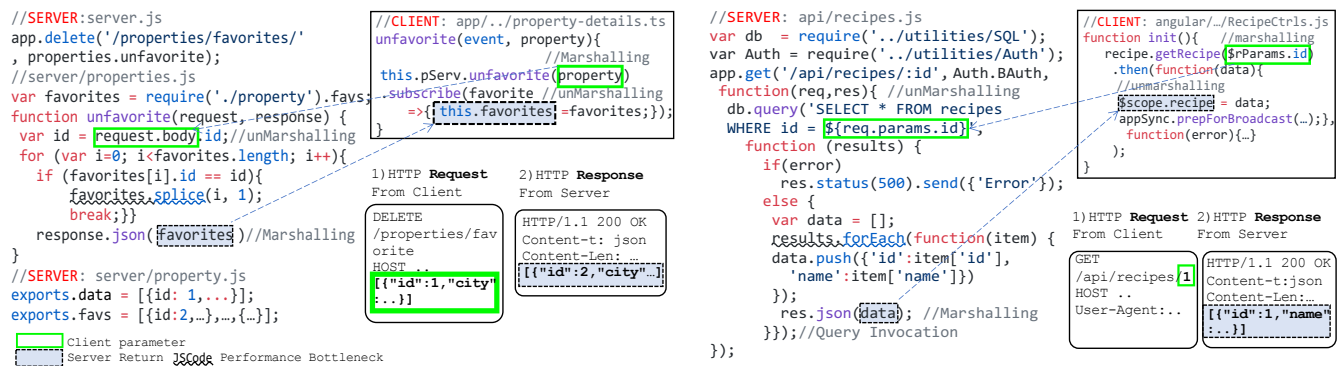 //SERVER:server.js
app.delete('/properties/favorites/'
, properties.unfavorite);
//server/properties.js
var favorites = require('./property').favs;
function unfavorite(request, response) {
var id = request.body.id;//unMarshalling
for (var i=0; i<favorites.length; i++){
if (favorites[i].id == id){
favorites.splice(i, 1);
break;}}
response.json( favorites )//Marshalling
}
//SERVER: server/property.js
exports.data = [{id: 1,...}];
exports.favs = [{id:2,…},…,{…}];
Client parameter
Server Return JSCode Performance Bottleneck
//CLIENT: app/../property-details.ts
unfavorite(event, property){
//Marshalling
this.pServ.unfavorite(property)
.subscribe(favorite //unMarshalling
=>{ this.favorites =favorites;});
}
1)HTTP Request
From Client
DELETE
/properties/fav
orite
HOST ..
[{"id":1,"city"
:..}]
2)HTTP Response
From Server
HTTP/1.1 200 OK
Content-t: json
Content-Len: …
[{"id":2,"city"…]
//SERVER: api/recipes.js
var db = require('../utilities/SQL');
var Auth = require('../utilities/Auth');
app.get('/api/recipes/:id', Auth.BAuth,
function(req,res){ //unMarshalling
db.query('SELECT * FROM recipes
WHERE id = ${req.params.id}',
function (results) {
if(error)
res.status(500).send({'Error'});
else {
var data = [];
results.forEach(function(item) {
data.push({'id':item['id'],
'name':item['name']})
});
res.json(data); //Marshalling
}});//Query Invocation
});
//CLIENT: angular/…/RecipeCtrls.js
function init(){ //marshalling
recipe.getRecipe($rParams.id)
.then(function(data){
//unmarshalling
$scope.recipe = data;
appSync.prepForBroadcast(…);},
function(error){…}
);
}
1)HTTP Request
From Client
GET
/api/recipes/1
HOST ..
User-Agent:..
2)HTTP Response
From Server
HTTP/1.1 200 OK
Content-t:json
Content-Len:…
[{"id":1,"name"
:..}]